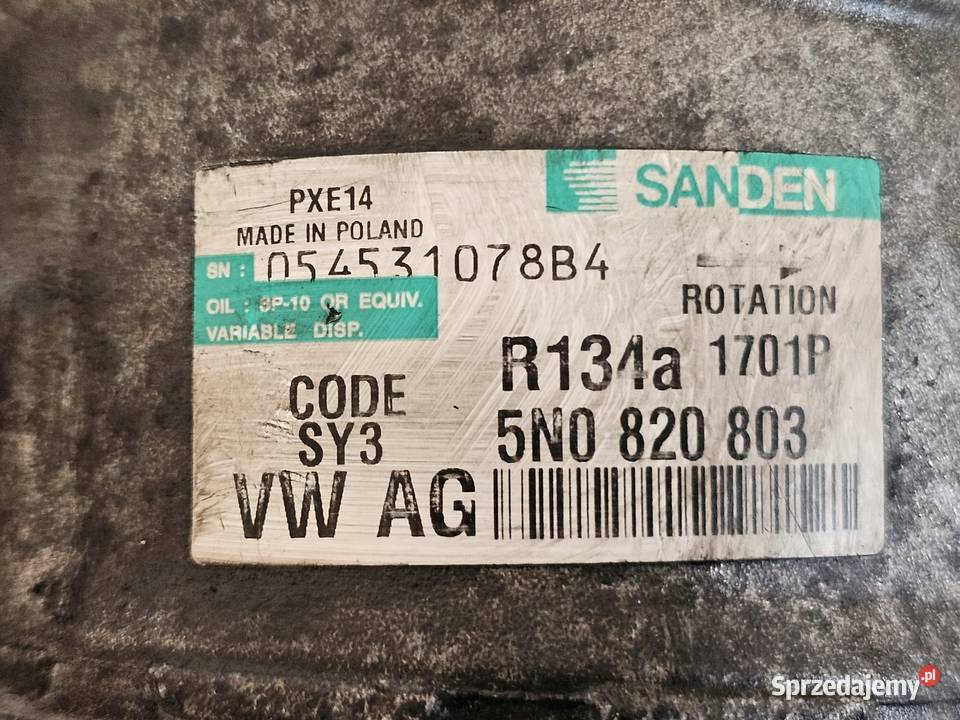 PXE14
MADE IN POLAND
SANDEN
SN : 054531078B4
OIL : SP-10 OR EQUIV.
VARIABLE DISP.
ROTATION
R134a 1701P
CODE
SY3
5N0 820 803
VW AG
Sprzedajemy.pl